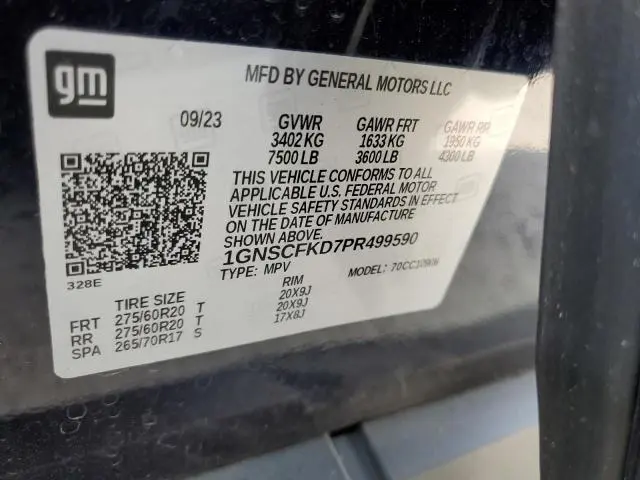 gm
MFD BY GENERAL MOTORS LLC
09/23 GVWR GAWR FRT GAWR RR
3402 KG 1633 KG 1950 KG
7500 LB 3600 LB 4300 LB
THIS VEHICLE CONFORMS TO ALL
APPLICABLE U.S. FEDERAL MOTOR
VEHICLE SAFETY STANDARDS IN EFFECT
ON THE DATE OF MANUFACTURE
SHOWN ABOVE.
1GNSCFKD7PR499590
TYPE: MPV MODEL: 70CC10906
328E
TIRE SIZE RIM
FRT 275/60R20 T 20X9J
RR 275/60R20 T 20X9J
SPA 265/70R17 S 17X8J